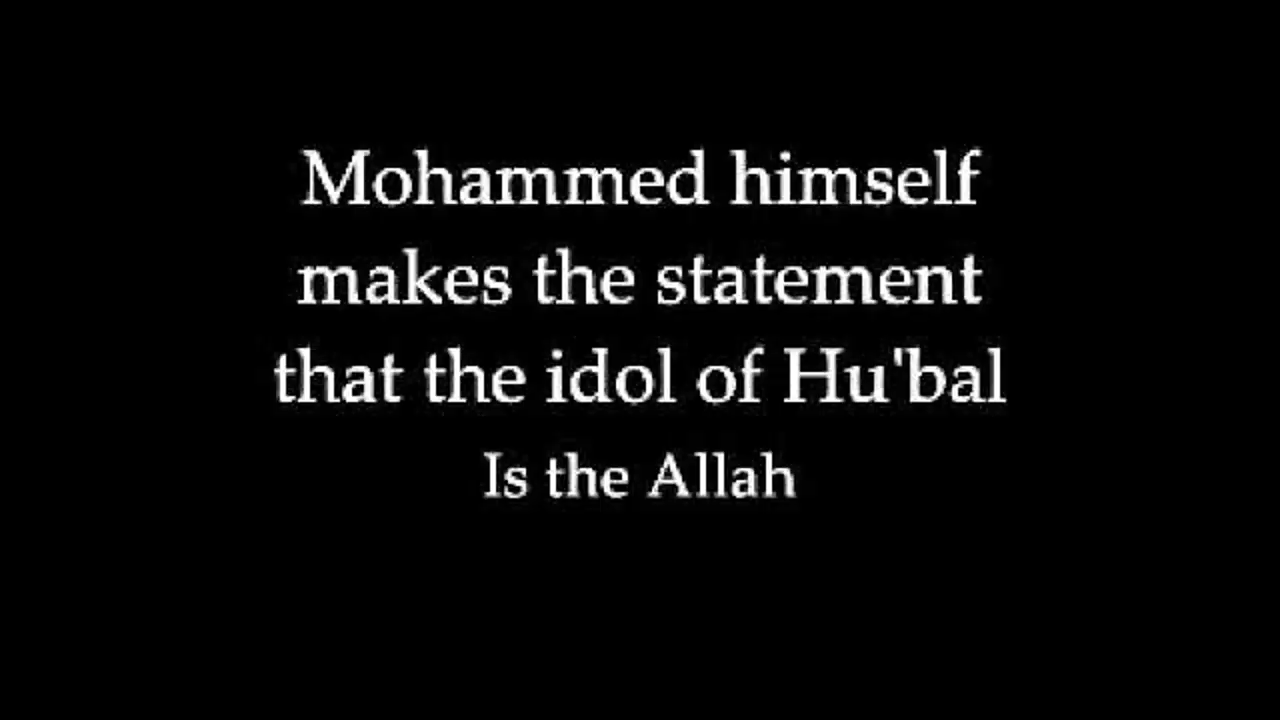 Mohammed himself
makes the statement
that the idol of Hu'bal
Is the Allah